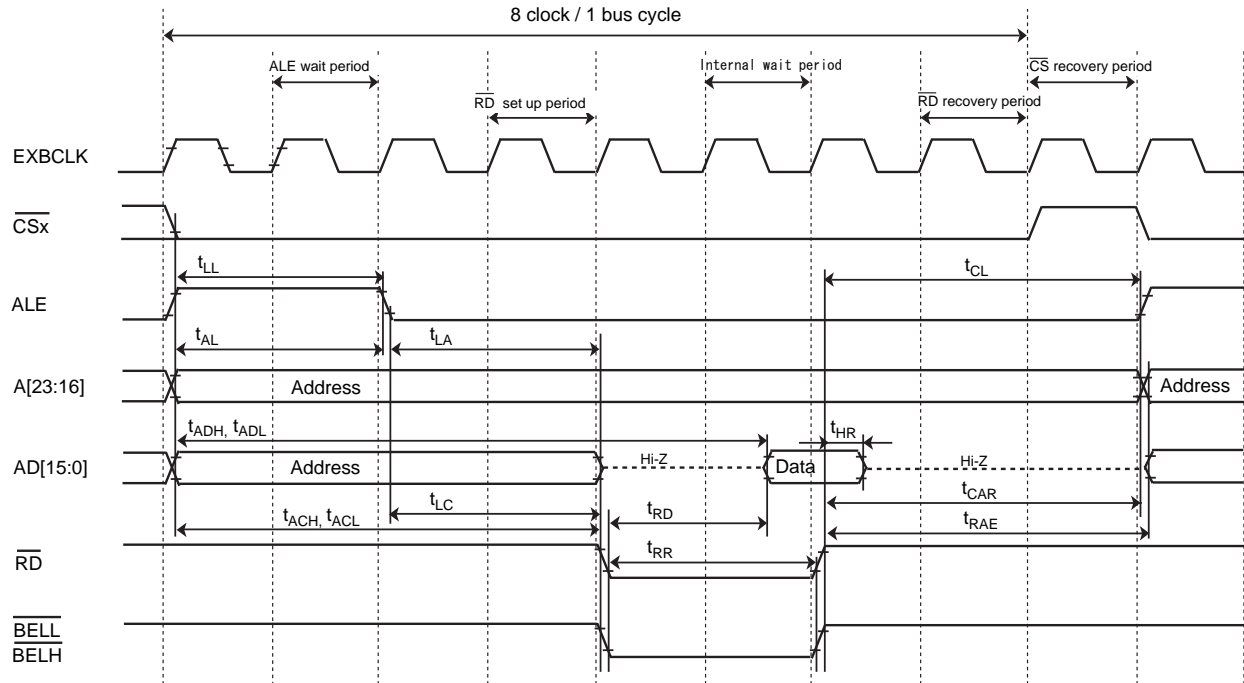 8 clock / 1 bus cycle
ALE wait period
Internal wait period
CS recovery period
RD set up period
RD recovery period
EXBCLK
CSx
tLL
tCL
ALE
tAL
tLA
A[23:16]
Address
Address
tADH, tADL
tHR
AD[15:0]
Address
Hi-Z
Data
Hi-Z
tLC
tRD
tCAR
tACH, tACL
tRAE
tRR
RD
BELL
BELH